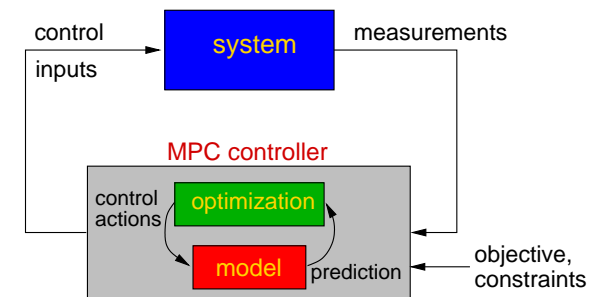 control
inputs
system
measurements
MPC controller
control
actions
optimization
model
prediction
objective,
constraints